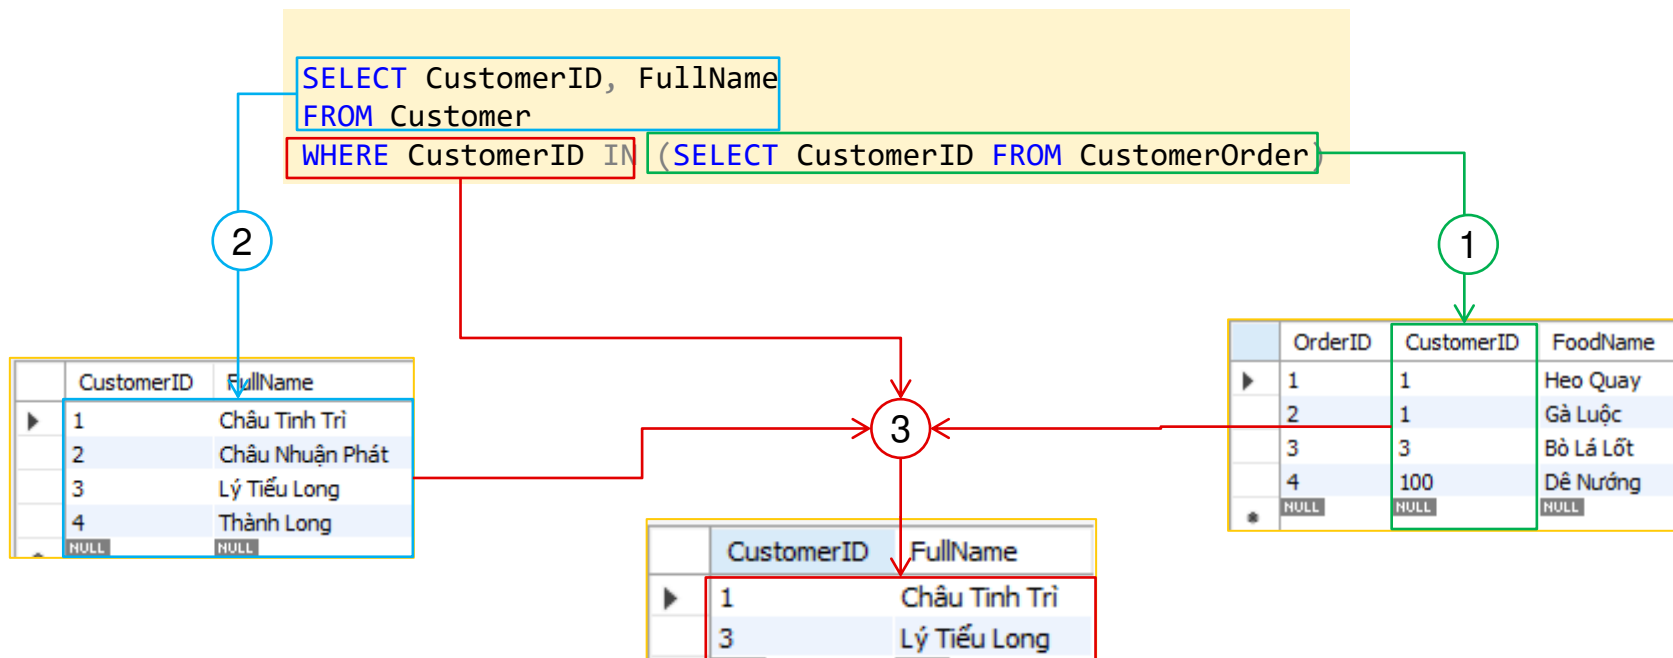 SELECT CustomerID, FullName
FROM Customer
WHERE CustomerID IN (SELECT CustomerID FROM CustomerOrder)
2
1
OrderID CustomerID FoodName
1 1 Heo Quay
2 1 Gà Luộc
3 3 Bò Lá Lốt
4 100 Dê Nướng
NULL NULL NULL
CustomerID FullName
1 Châu Tinh Trì
2 Châu Nhuận Phát
3 Lý Tiểu Long
4 Thành Long
NULL NULL
3
CustomerID FullName
1 Châu Tinh Trì
3 Lý Tiểu Long